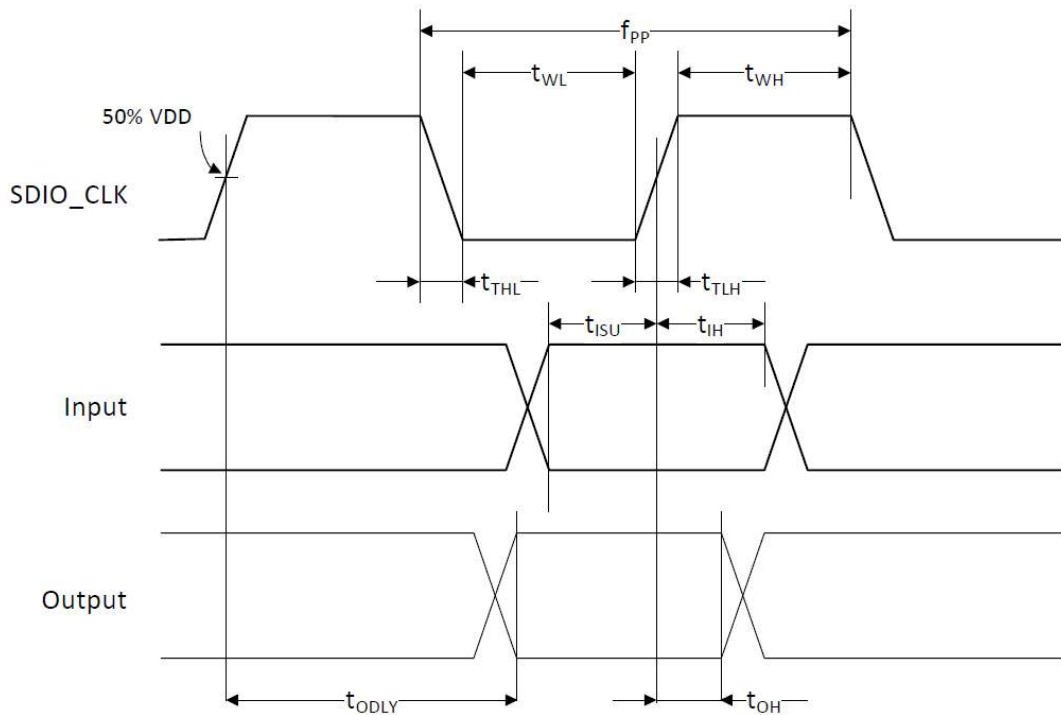 fPP
tWL
tWH
50% VDD
SDIO_CLK
tTHL
tTLH
tISU
tIH
Input
Output
tODLY
tOH